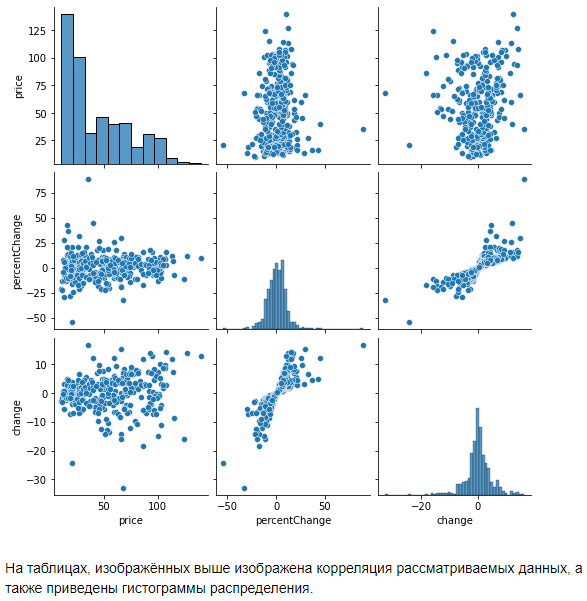 price
125
100
75
50
25
percentChange
75
50
25
0
−25
−50
change
10
0
−10
−20
−30
50 100
price
−50 0 50
percentChange
−20 0
change
На таблицах, изображённых выше изображена корреляция рассматриваемых данных, а
также приведены гистограммы распределения.